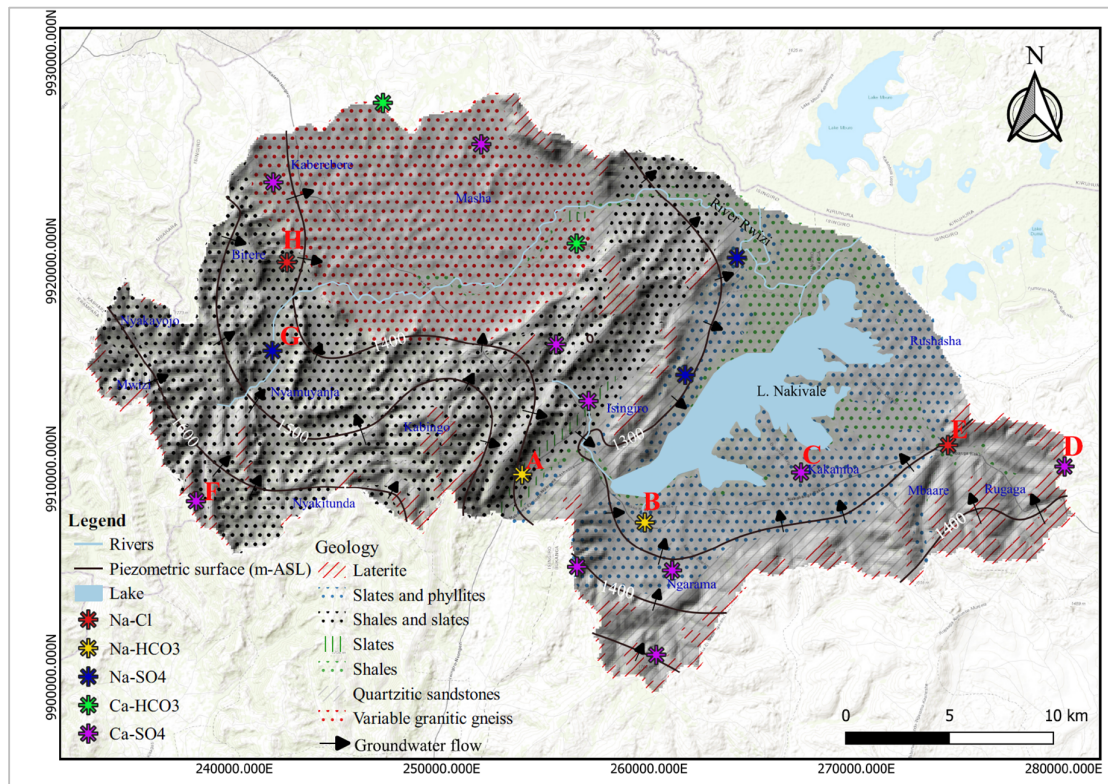 9930000.000N
9920000.000N
9910000.000N
9900000.000N
N
Kaberebere
Masha
River Rwizi
H
Birere
G
Nyakayojo
1400
Rushasha
Mwizi
Nyamuyanja
L. Nakivale
Isingiro
1500
1500
Kabingo
1300
A
E
C
D
Kakamba
F
Nyakitunda
B
Mbaare
Rugaga
1400
Ngarama
1400
Legend
Rivers
Piezometric surface (m-ASL)
Lake
Na-Cl
Na-HCO3
Na-SO4
Ca-HCO3
Ca-SO4
Geology
Laterite
Slates and phyllites
Shales and slates
Slates
Shales
Quartzitic sandstones
Variable granitic gneiss
Groundwater flow
0 5 10 km
240000.000E 250000.000E 260000.000E 270000.000E 280000.000E